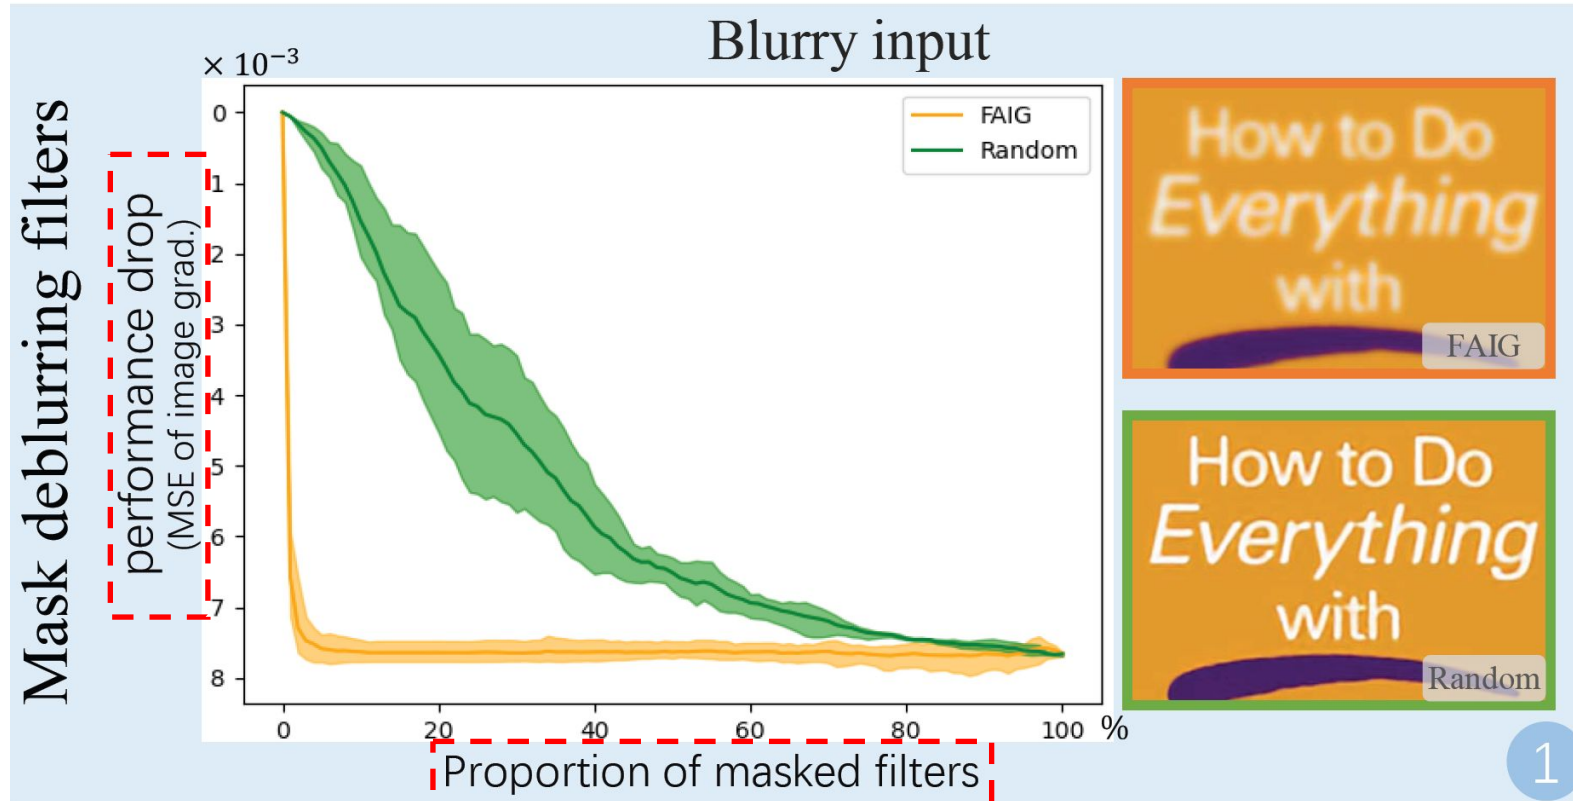 Blurry input
× 10⁻³
Mask deblurring filters
performance drop
(MSE of image grad.)
0
1
2
3
4
5
6
7
8
FAIG
Random
0 20 40 60 80 100 %
Proportion of masked filters
How to Do
Everything
with
FAIG
How to Do
Everything
with
Random
1